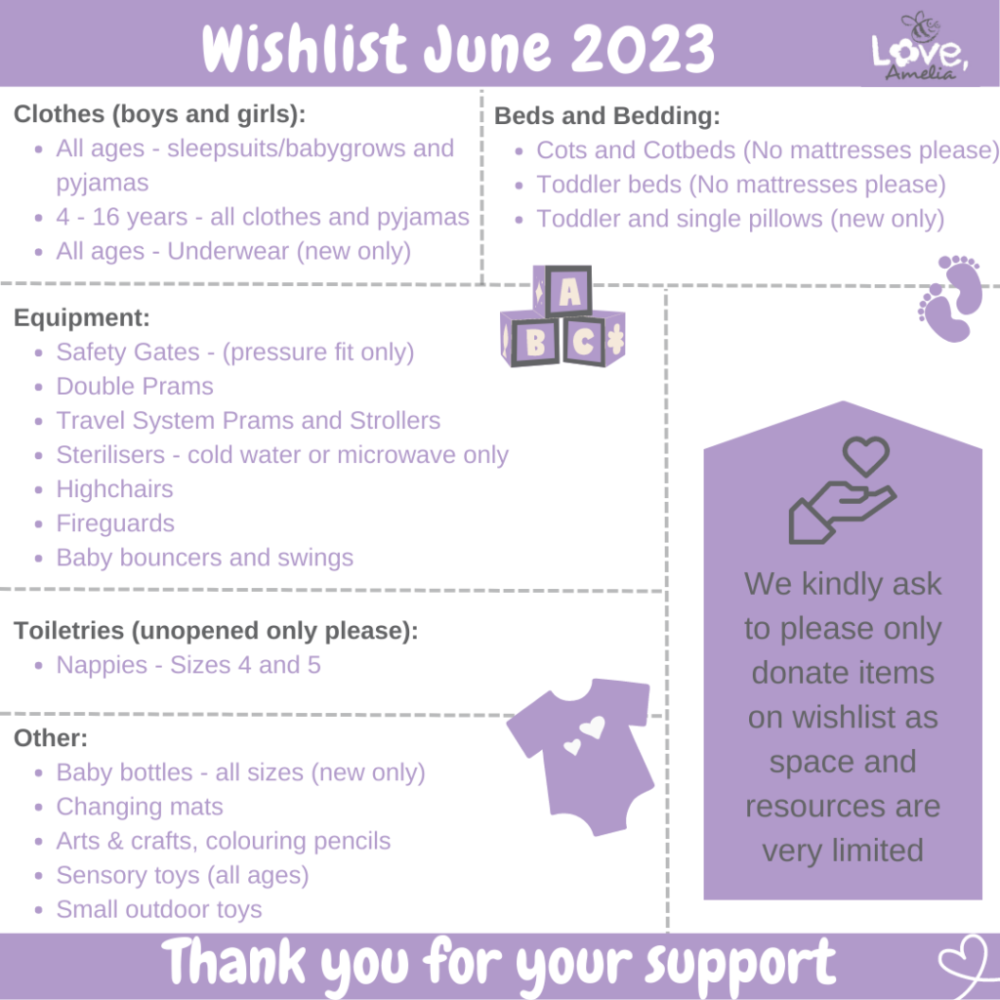 Wishlist June 2023
Love,
Amelia
Clothes (boys and girls):
• All ages - sleepsuits/babygrows and
pyjamas
• 4 - 16 years - all clothes and pyjamas
• All ages - Underwear (new only)
Beds and Bedding:
• Cots and Cotbeds (No mattresses please)
• Toddler beds (No mattresses please)
• Toddler and single pillows (new only)
A
B C
Equipment:
• Safety Gates - (pressure fit only)
• Double Prams
• Travel System Prams and Strollers
• Sterilisers - cold water or microwave only
• Highchairs
• Fireguards
• Baby bouncers and swings
Toiletries (unopened only please):
• Nappies - Sizes 4 and 5
Other:
• Baby bottles - all sizes (new only)
• Changing mats
• Arts & crafts, colouring pencils
• Sensory toys (all ages)
• Small outdoor toys
We kindly ask
to please only
donate items
on wishlist as
space and
resources are
very limited
Thank you for your support